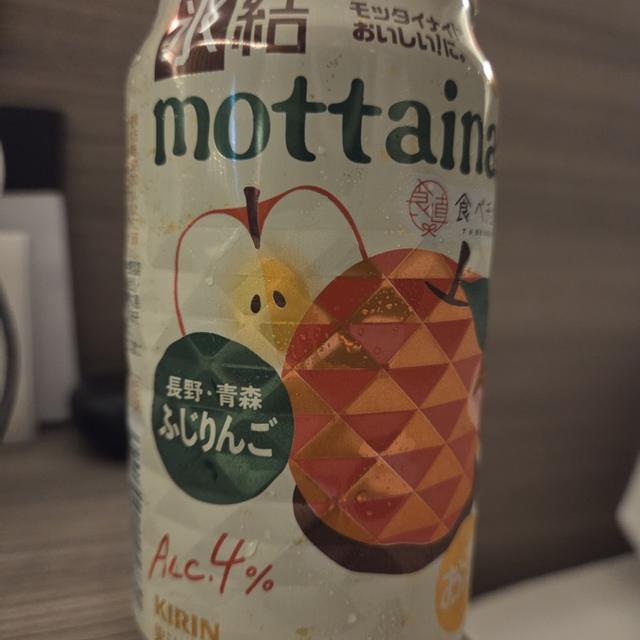 氷結
モッタイナイ
おいしい!に。
mottaina
食べチ
長野・青森
ふじりんご
ALC.4%
KIRIN